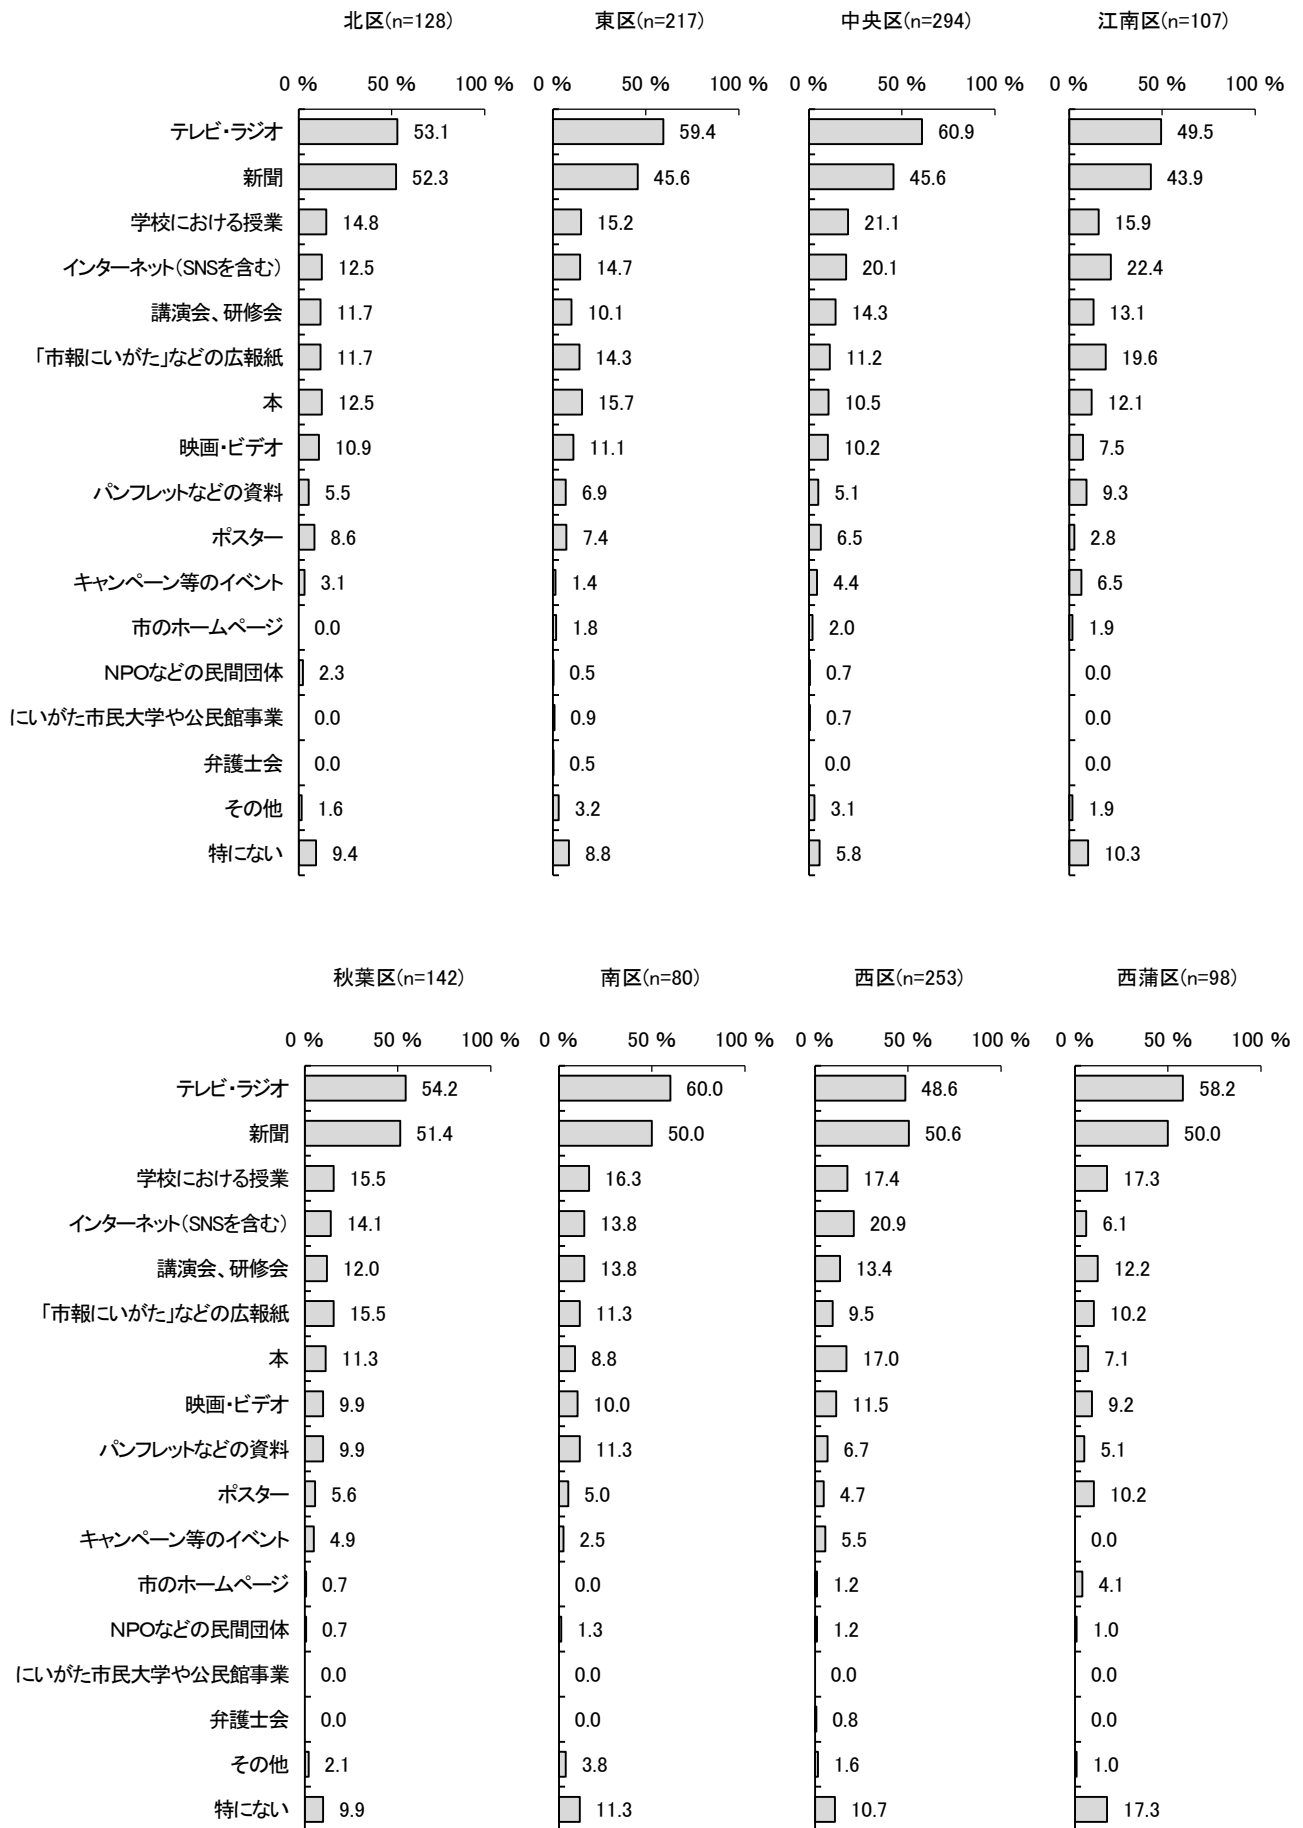 北区(n=128) 東区(n=217) 中央区(n=294) 江南区(n=107)
0 % 50 % 100 % 0 % 50 % 100 % 0 % 50 % 100 % 0 % 50 % 100 %
テレビ・ラジオ 53.1 59.4 60.9 49.5
新聞 52.3 45.6 45.6 43.9
学校における授業 14.8 15.2 21.1 15.9
インターネット(SNSを含む) 12.5 14.7 20.1 22.4
講演会、研修会 11.7 10.1 14.3 13.1
「市報にいがた」などの広報紙 11.7 14.3 11.2 19.6
本 12.5 15.7 10.5 12.1
映画・ビデオ 10.9 11.1 10.2 7.5
パンフレットなどの資料 5.5 6.9 5.1 9.3
ポスター 8.6 7.4 6.5 2.8
キャンペーン等のイベント 3.1 1.4 4.4 6.5
市のホームページ 0.0 1.8 2.0 1.9
NPOなどの民間団体 2.3 0.5 0.7 0.0
にいがた市民大学や公民館事業 0.0 0.9 0.7 0.0
弁護士会 0.0 0.5 0.0 0.0
その他 1.6 3.2 3.1 1.9
特にない 9.4 8.8 5.8 10.3
秋葉区(n=142) 南区(n=80) 西区(n=253) 西蒲区(n=98)
0 % 50 % 100 % 0 % 50 % 100 % 0 % 50 % 100 % 0 % 50 % 100 %
テレビ・ラジオ 54.2 60.0 48.6 58.2
新聞 51.4 50.0 50.6 50.0
学校における授業 15.5 16.3 17.4 17.3
インターネット(SNSを含む) 14.1 13.8 20.9 6.1
講演会、研修会 12.0 13.8 13.4 12.2
「市報にいがた」などの広報紙 15.5 11.3 9.5 10.2
本 11.3 8.8 17.0 7.1
映画・ビデオ 9.9 10.0 11.5 9.2
パンフレットなどの資料 9.9 11.3 6.7 5.1
ポスター 5.6 5.0 4.7 10.2
キャンペーン等のイベント 4.9 2.5 5.5 0.0
市のホームページ 0.7 0.0 1.2 4.1
NPOなどの民間団体 0.7 1.3 1.2 1.0
にいがた市民大学や公民館事業 0.0 0.0 0.0 0.0
弁護士会 0.0 0.0 0.8 0.0
その他 2.1 3.8 1.6 1.0
特にない 9.9 11.3 10.7 17.3